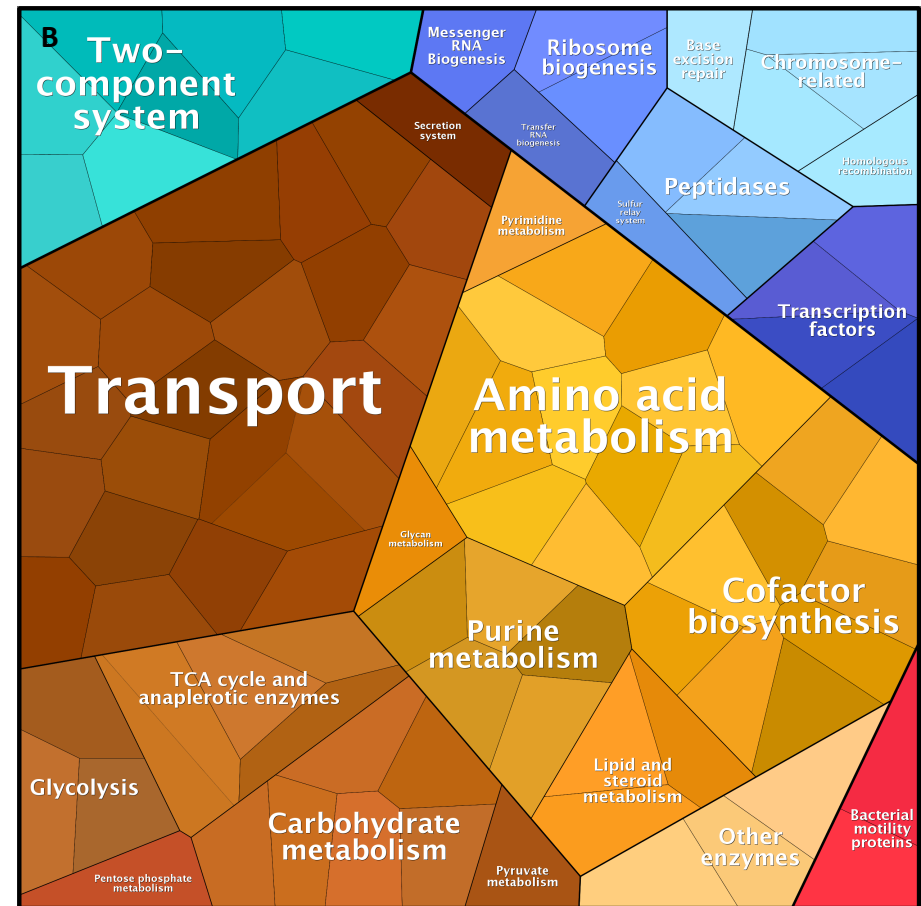 B
Two-
component
system
Messenger
RNA
Biogenesis
Ribosome
biogenesis
Base
excision
repair
Chromosome-
related
Secretion
system
Transfer
RNA
biogenesis
Homologous
recombination
Peptidases
Sulfur
relay
system
Pyrimidine
metabolism
Transcription
factors
Transport
Amino acid
metabolism
Glycan
metabolism
Cofactor
biosynthesis
Purine
metabolism
TCA cycle and
anaplerotic enzymes
Glycolysis
Lipid and
steroid
metabolism
Carbohydrate
metabolism
Other
enzymes
Bacterial
motility
proteins
Pentose phosphate
metabolism
Pyruvate
metabolism